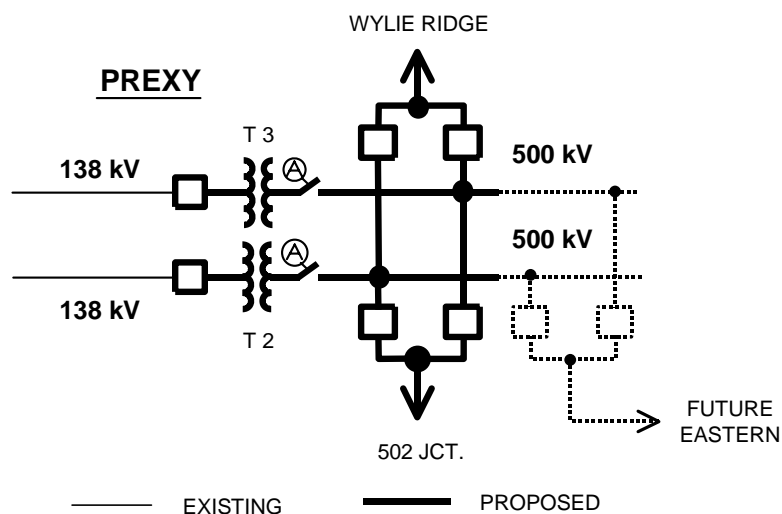 WYLIE RIDGE
PREXY
T 3
A
138 kV
500 kV
500 kV
A
138 kV
T 2
502 JCT.
FUTURE
EASTERN
EXISTING
PROPOSED